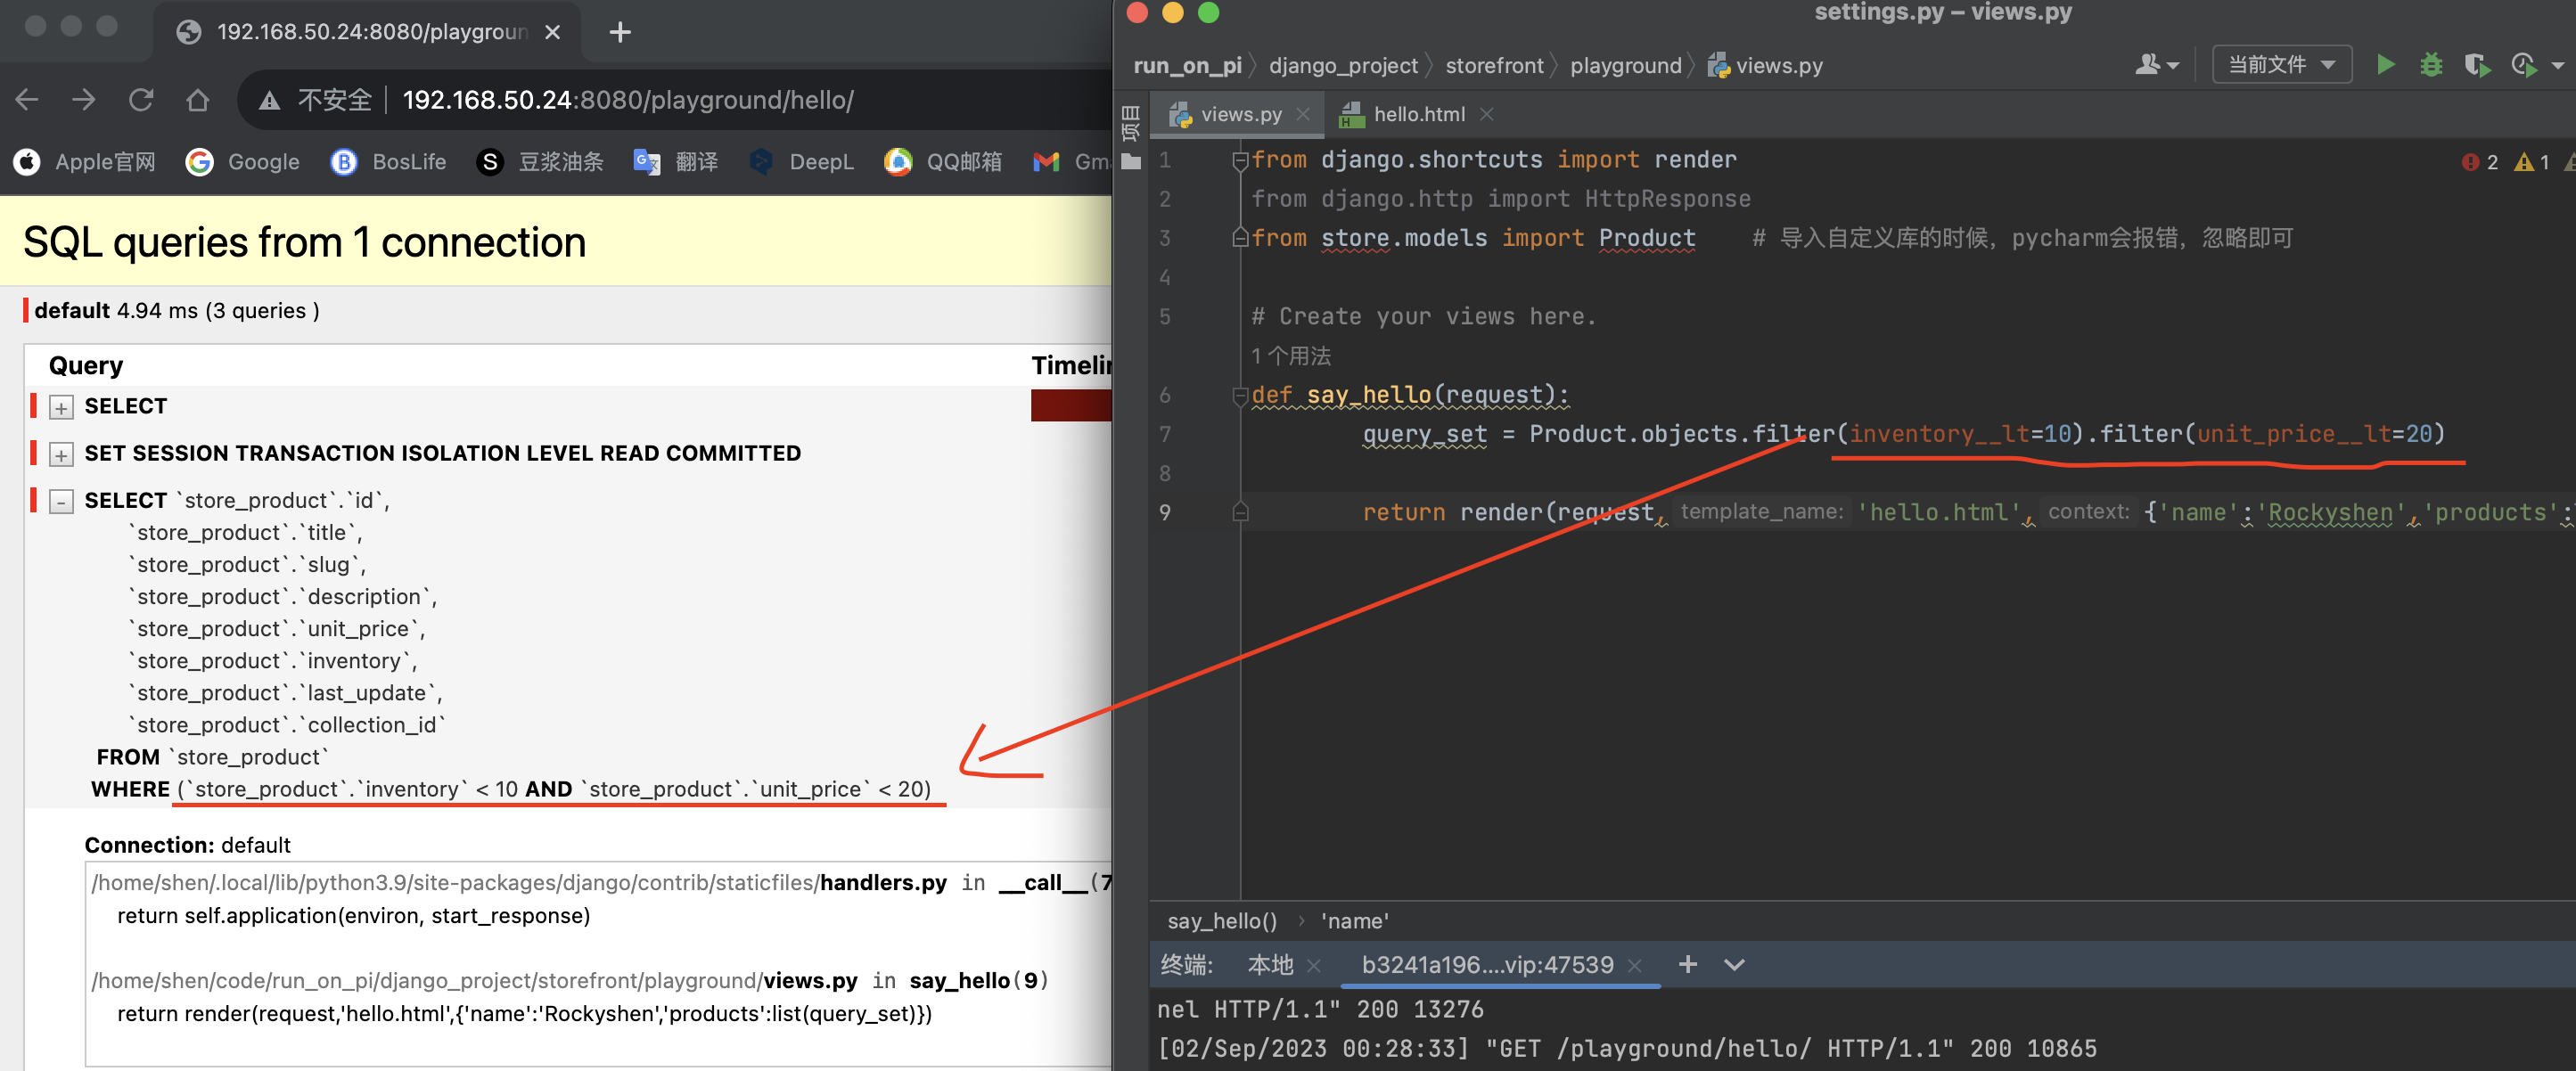 192.168.50.24:8080/playgroun
不安全 192.168.50.24:8080/playground/hello/
Apple官网 Google BosLife 豆浆油条 翻译 DeepL QQ邮箱 Gm
SQL queries from 1 connection
default 4.94 ms (3 queries )
Query Timelin
+ SELECT
+ SET SESSION TRANSACTION ISOLATION LEVEL READ COMMITTED
- SELECT `store_product`.`id`,
`store_product`.`title`,
`store_product`.`slug`,
`store_product`.`description`,
`store_product`.`unit_price`,
`store_product`.`inventory`,
`store_product`.`last_update`,
`store_product`.`collection_id`
FROM `store_product`
WHERE (`store_product`.`inventory` < 10 AND `store_product`.`unit_price` < 20)
Connection: default
/home/shen/.local/lib/python3.9/site-packages/django/contrib/staticfiles/handlers.py in __call__(7
return self.application(environ, start_response)
/home/shen/code/run_on_pi/django_project/storefront/playground/views.py in say_hello(9)
return render(request,'hello.html',{'name':'Rockyshen','products':list(query_set)})
settings.py – views.py
run_on_pi django_project storefront playground views.py 当前文件
项目
views.py hello.html
2 1
1 from django.shortcuts import render
2 from django.http import HttpResponse
3 from store.models import Product # 导入自定义库的时候，pycharm会报错，忽略即可
4
5 # Create your views here.
1 个用法
6 def say_hello(request):
7 query_set = Product.objects.filter(inventory__lt=10).filter(unit_price__lt=20)
8
9 return render(request, template_name: 'hello.html', context: {'name':'Rockyshen','products':
say_hello() › 'name'
终端: 本地 b3241a196....vip:47539
nel HTTP/1.1" 200 13276
[02/Sep/2023 00:28:33] "GET /playground/hello/ HTTP/1.1" 200 10865